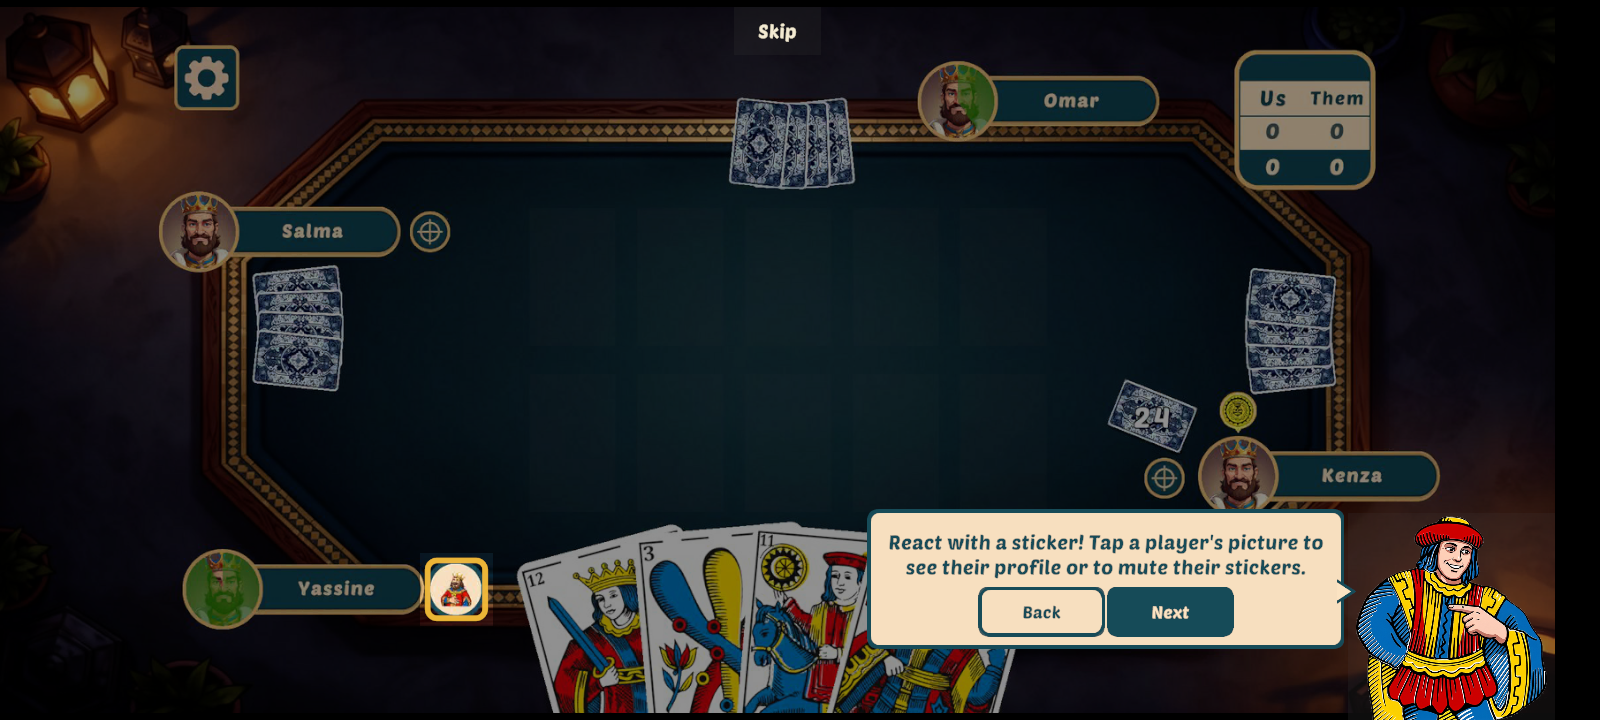 Skip
Omar
Us Them
0 0
0 0
Salma
24
Kenza
React with a sticker! Tap a player's picture to
see their profile or to mute their stickers.
Back
Next
Yassine
12
3
11